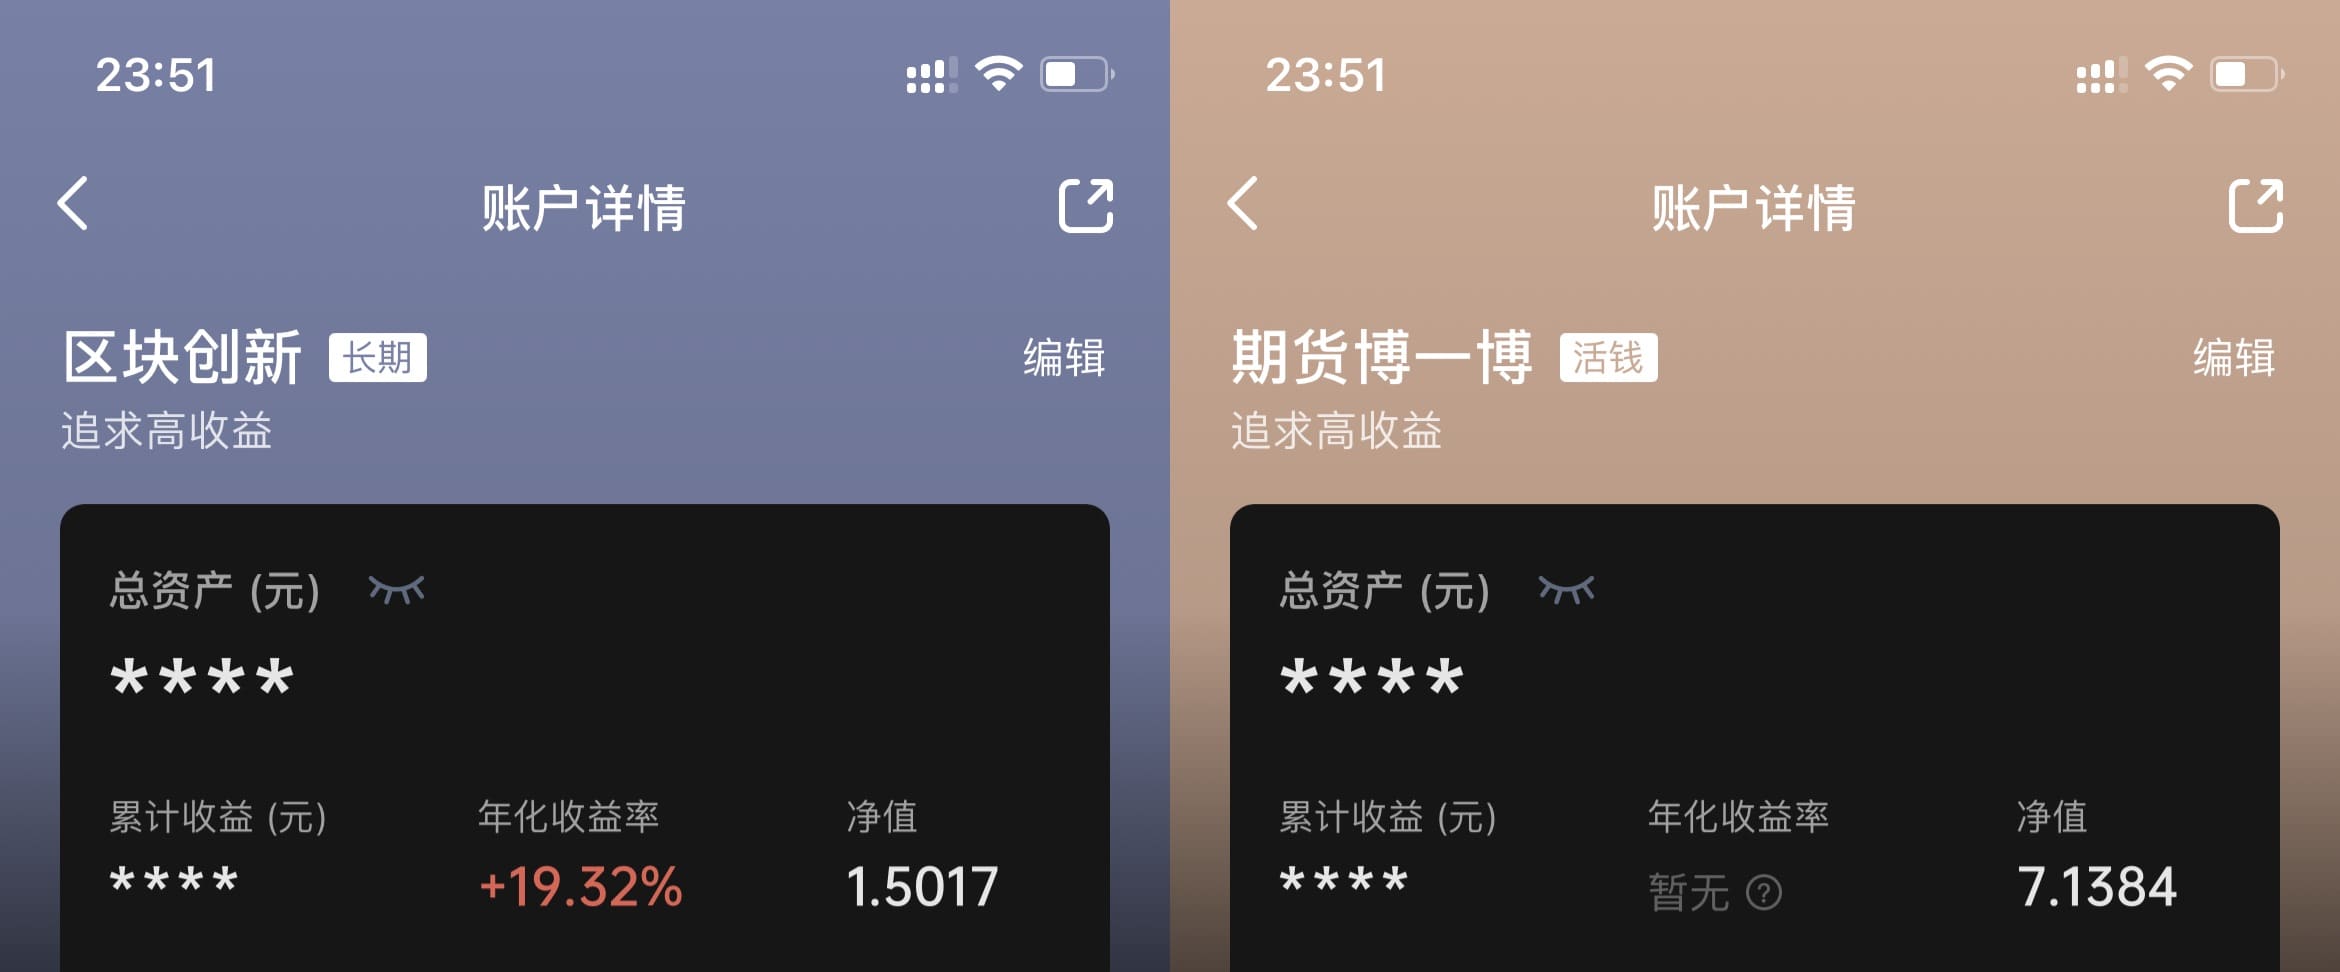 23:51
账户详情
区块创新 长期 编辑
追求高收益
总资产 (元)
****
累计收益 (元) 年化收益率 净值
**** +19.32% 1.5017
23:51
账户详情
期货博一博 活钱 编辑
追求高收益
总资产 (元)
****
累计收益 (元) 年化收益率 净值
**** 暂无 ? 7.1384